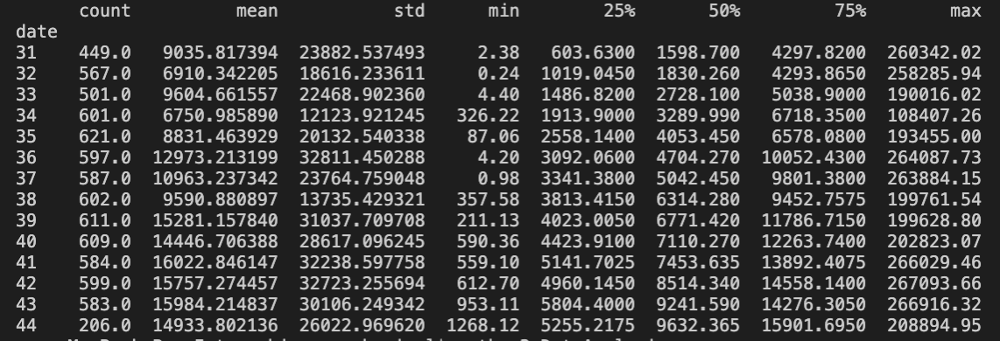 count mean std min 25% 50% 75% max
date
31 449.0 9035.817394 23882.537493 2.38 603.6300 1598.700 4297.8200 260342.02
32 567.0 6910.342205 18616.233611 0.24 1019.0450 1830.260 4293.8650 258285.94
33 501.0 9604.661557 22468.902360 4.40 1486.8200 2728.100 5038.9000 190016.02
34 601.0 6750.985890 12123.921245 326.22 1913.9000 3289.990 6718.3500 108407.26
35 621.0 8831.463929 20132.540338 87.06 2558.1400 4053.450 6578.0800 193455.00
36 597.0 12973.213199 32811.450288 4.20 3092.0600 4704.270 10052.4300 264087.73
37 587.0 10963.237342 23764.759048 0.98 3341.3800 5042.450 9801.3800 263884.15
38 602.0 9590.880897 13735.429321 357.58 3813.4150 6314.280 9452.7575 199761.54
39 611.0 15281.157840 31037.709708 211.13 4023.0050 6771.420 11786.7150 199628.80
40 609.0 14446.706388 28617.096245 590.36 4423.9100 7110.270 12263.7400 202823.07
41 584.0 16022.846147 32238.597758 559.10 5141.7025 7453.635 13892.4075 266029.46
42 599.0 15757.274457 32723.255694 612.70 4960.1450 8514.340 14558.1400 267093.66
43 583.0 15984.214837 30106.249342 953.11 5804.4000 9241.590 14276.3050 266916.32
44 206.0 14933.802136 26022.969620 1268.12 5255.2175 9632.365 15901.6950 208894.95